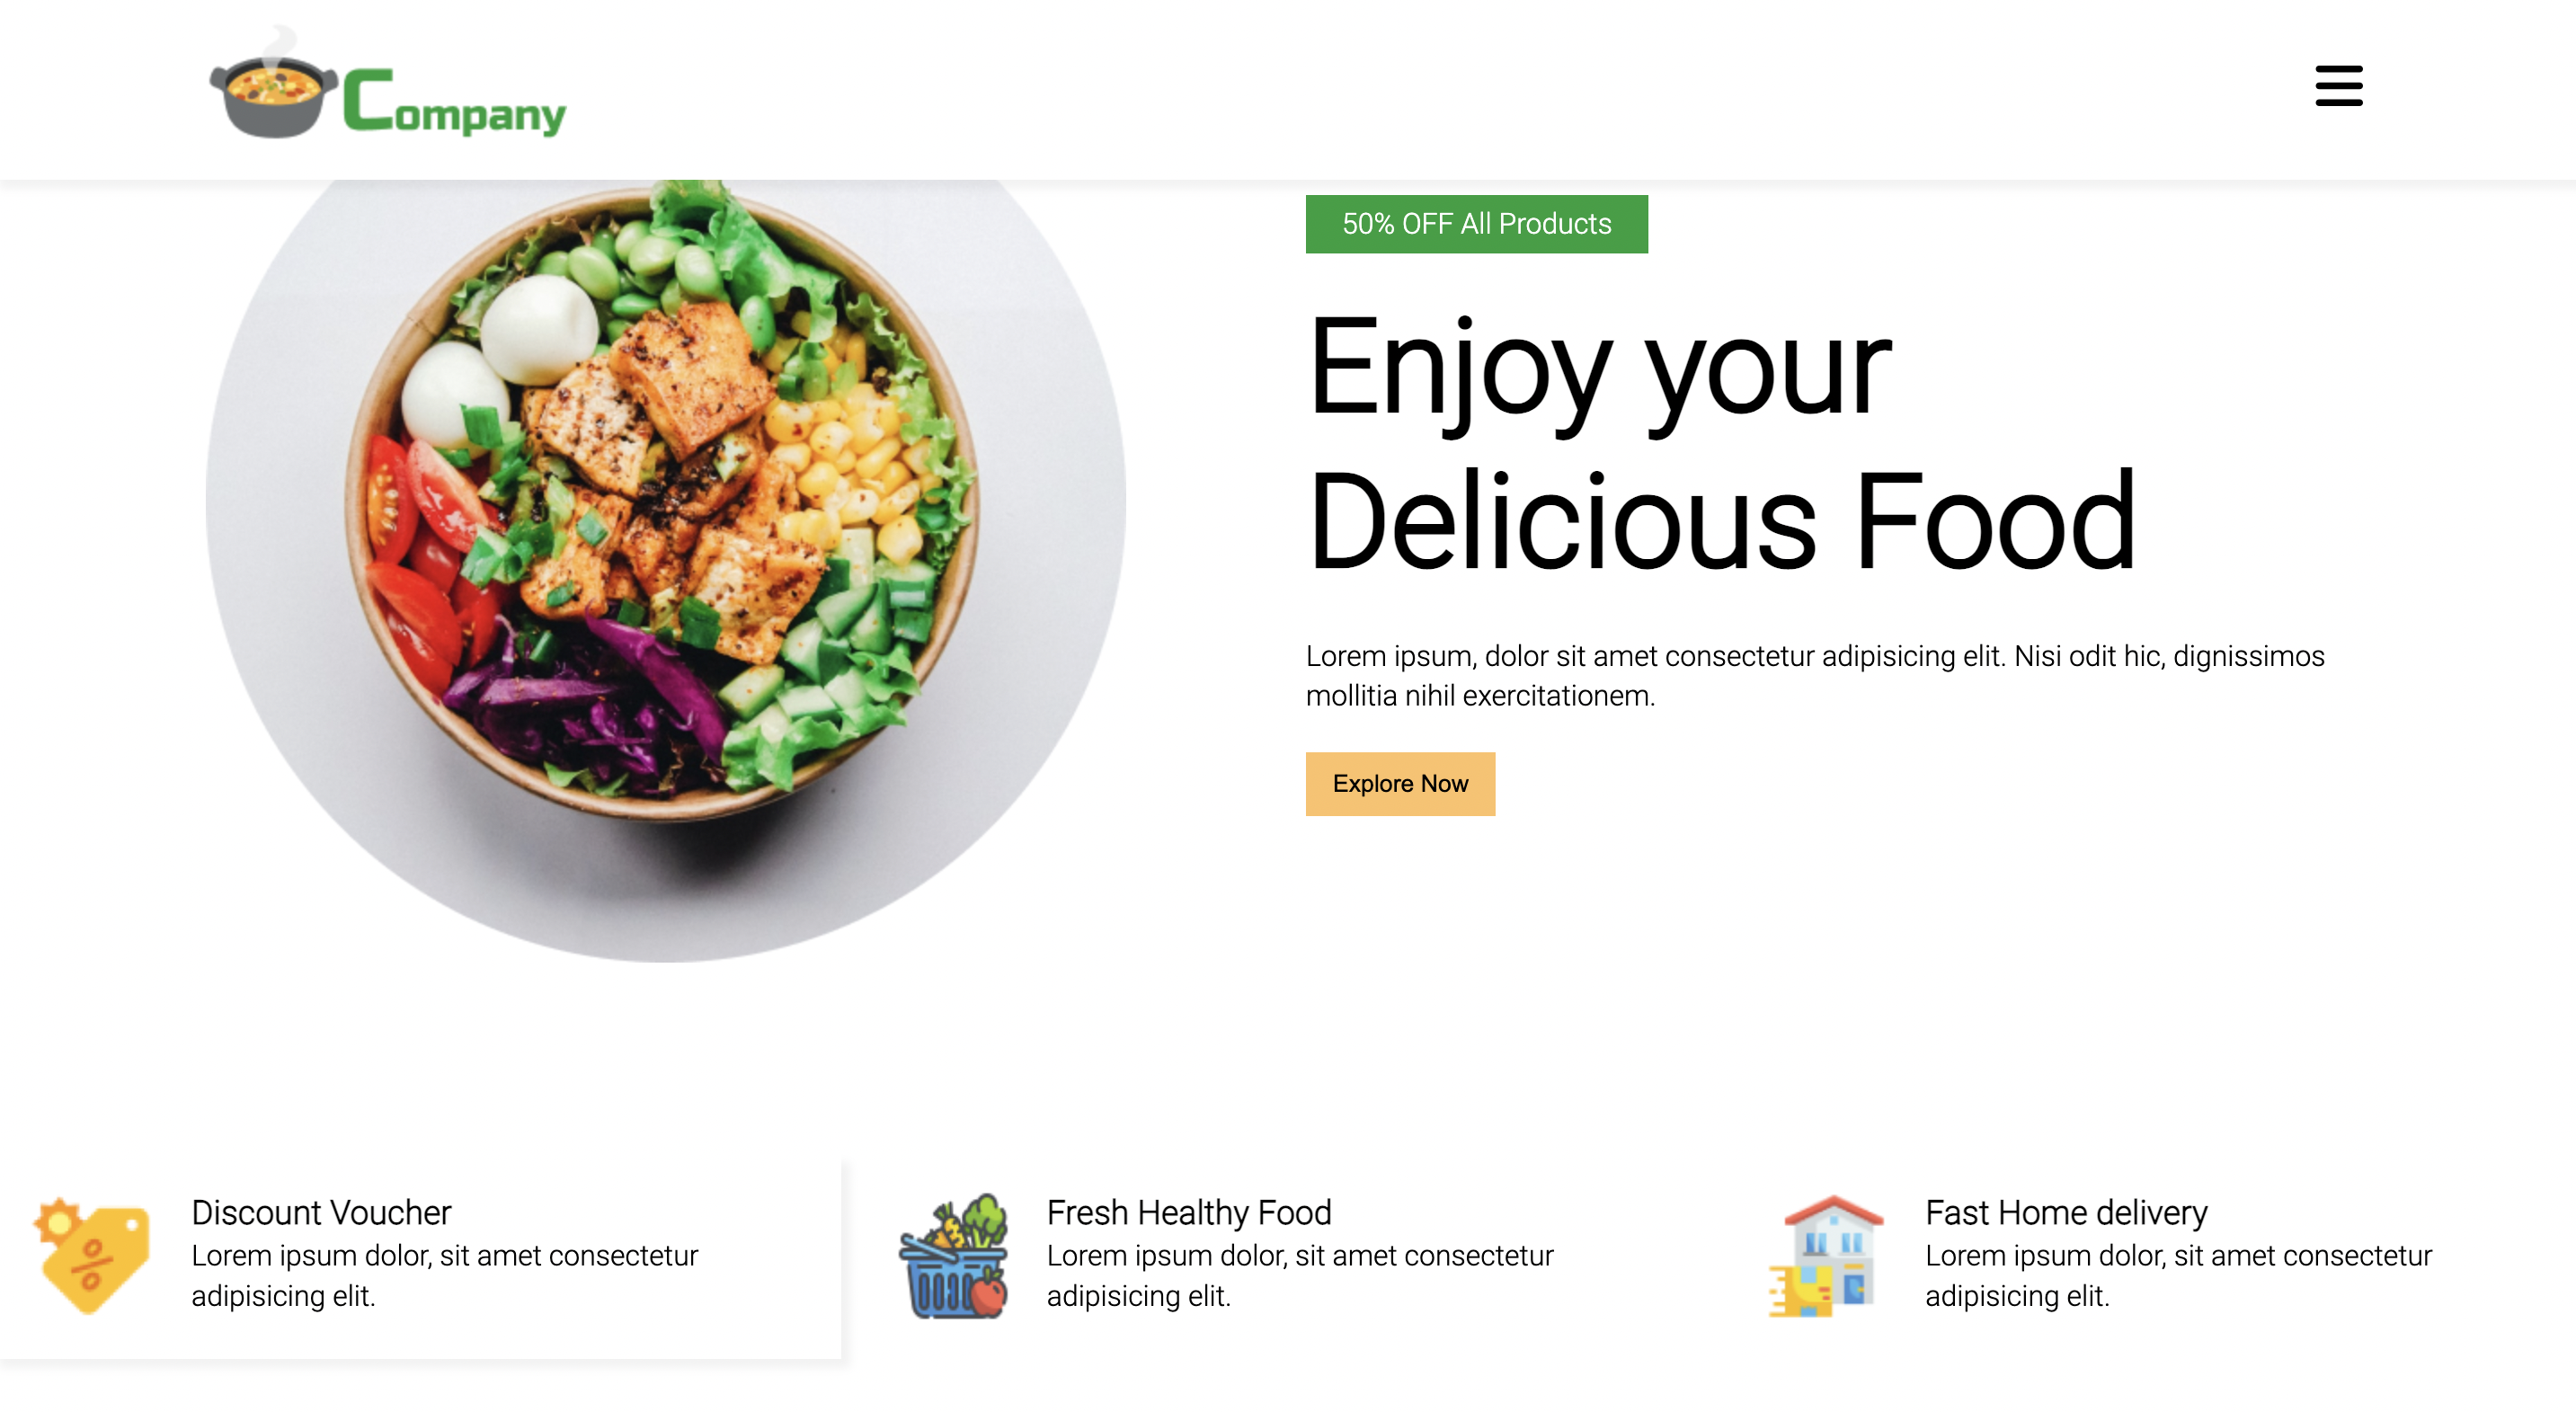 Company
50% OFF All Products
Enjoy your
Delicious Food
Lorem ipsum, dolor sit amet consectetur adipisicing elit. Nisi odit hic, dignissimos
mollitia nihil exercitationem.
Explore Now
Discount Voucher
Lorem ipsum dolor, sit amet consectetur
adipisicing elit.
Fresh Healthy Food
Lorem ipsum dolor, sit amet consectetur
adipisicing elit.
Fast Home delivery
Lorem ipsum dolor, sit amet consectetur
adipisicing elit.